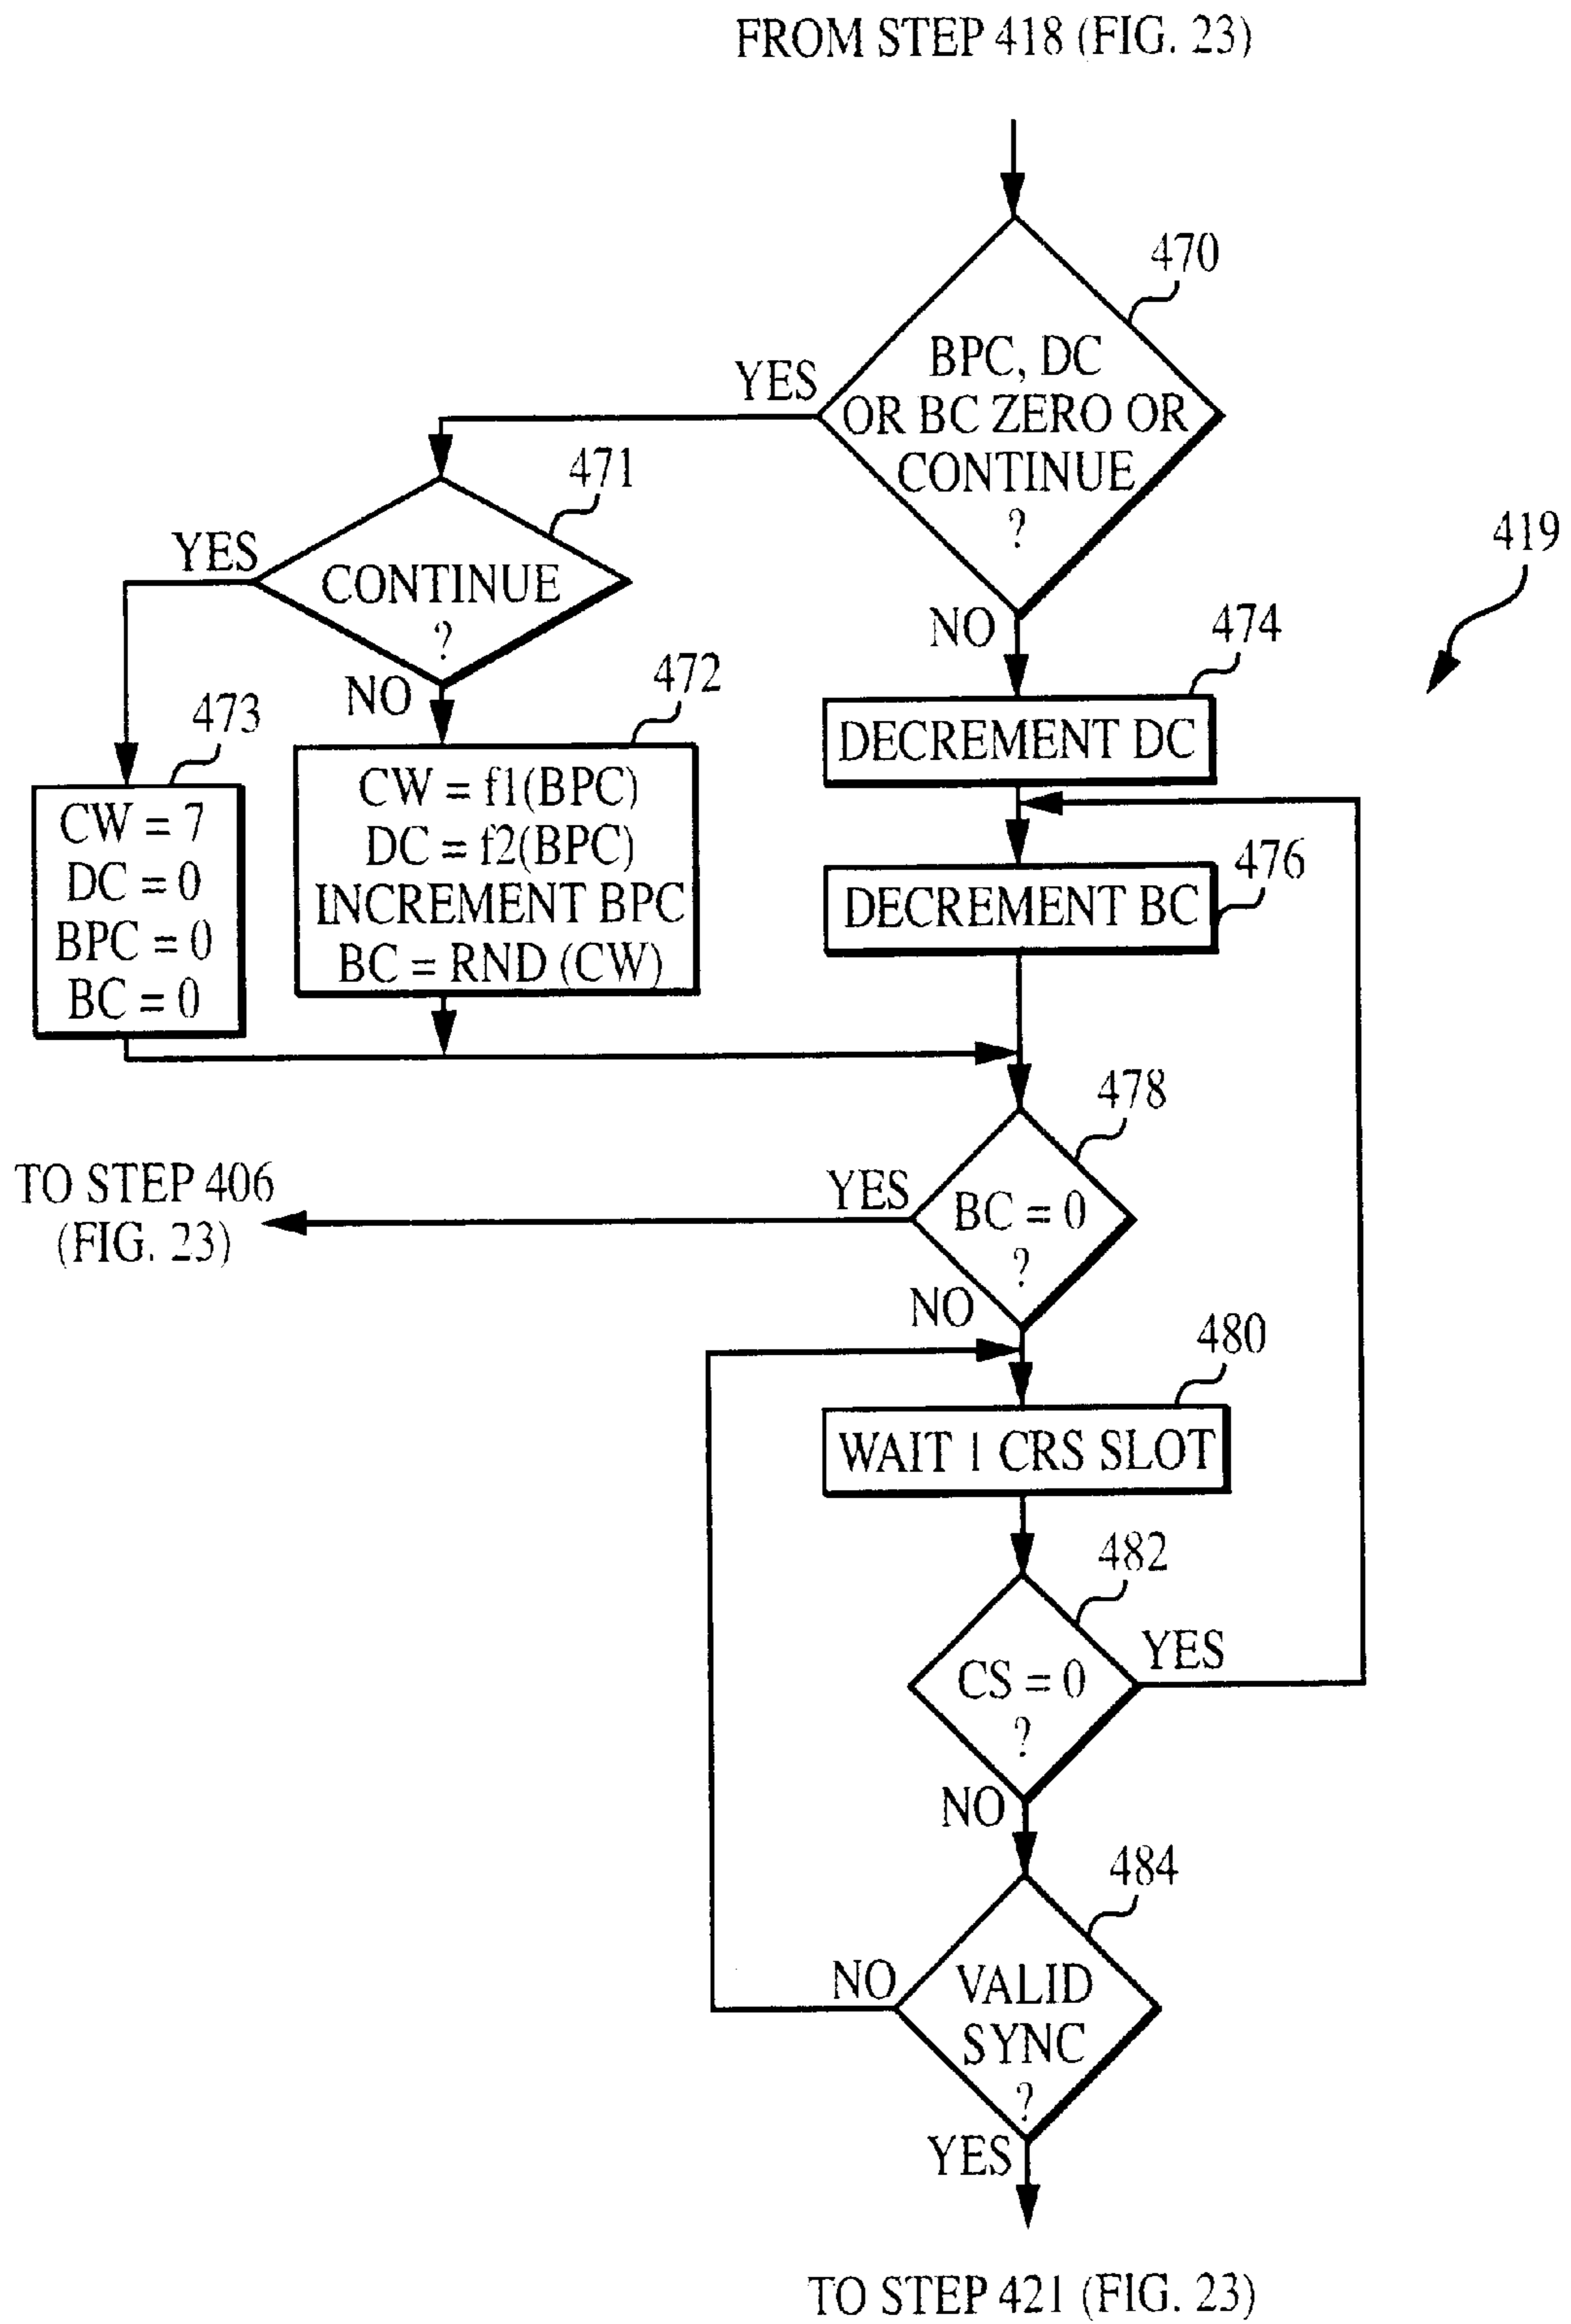 FROM STEP 418 (FIG. 23)
470
BPC, DC
OR BC ZERO OR
CONTINUE
?
YES
NO
471
CONTINUE
?
YES
NO
419
473
CW = 7
DC = 0
BPC = 0
BC = 0
472
CW = f1(BPC)
DC = f2(BPC)
INCREMENT BPC
BC = RND (CW)
474
DECREMENT DC
476
DECREMENT BC
478
BC = 0
?
YES
NO
TO STEP 406
(FIG. 23)
480
WAIT 1 CRS SLOT
482
CS = 0
?
YES
NO
484
VALID
SYNC
?
NO
YES
TO STEP 421 (FIG. 23)